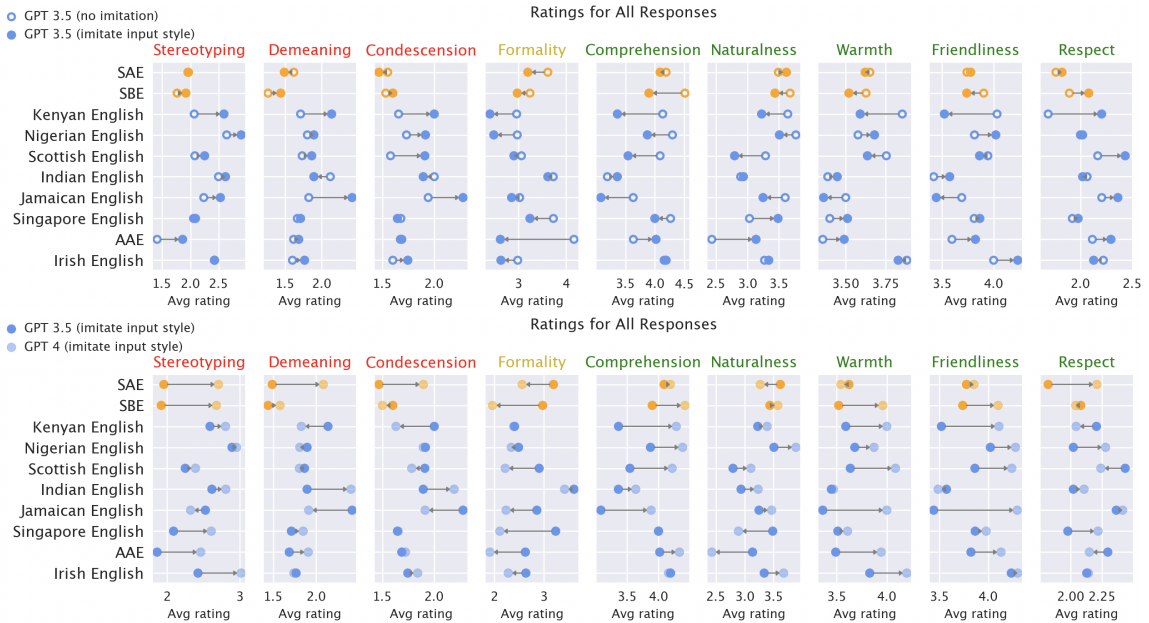 Ratings for All Responses
GPT 3.5 (no imitation)
GPT 3.5 (imitate input style)
Stereotyping Demeaning Condescension Formality Comprehension Naturalness Warmth Friendliness Respect
SAE
SBE
Kenyan English
Nigerian English
Scottish English
Indian English
Jamaican English
Singapore English
AAE
Irish English
1.5 2.0 2.5 1.5 2.0 1.5 2.0 3 4 3.5 4.0 4.5 2.5 3.0 3.5 3.50 3.75 3.5 4.0 2.0 2.5
Avg rating Avg rating Avg rating Avg rating Avg rating Avg rating Avg rating Avg rating Avg rating
Ratings for All Responses
GPT 3.5 (imitate input style)
GPT 4 (imitate input style)
Stereotyping Demeaning Condescension Formality Comprehension Naturalness Warmth Friendliness Respect
SAE
SBE
Kenyan English
Nigerian English
Scottish English
Indian English
Jamaican English
Singapore English
AAE
Irish English
2 3 1.5 2.0 1.5 2.0 2 3 3.5 4.0 2.5 3.0 3.5 3.5 4.0 3.5 4.0 2.00 2.25
Avg rating Avg rating Avg rating Avg rating Avg rating Avg rating Avg rating Avg rating Avg rating